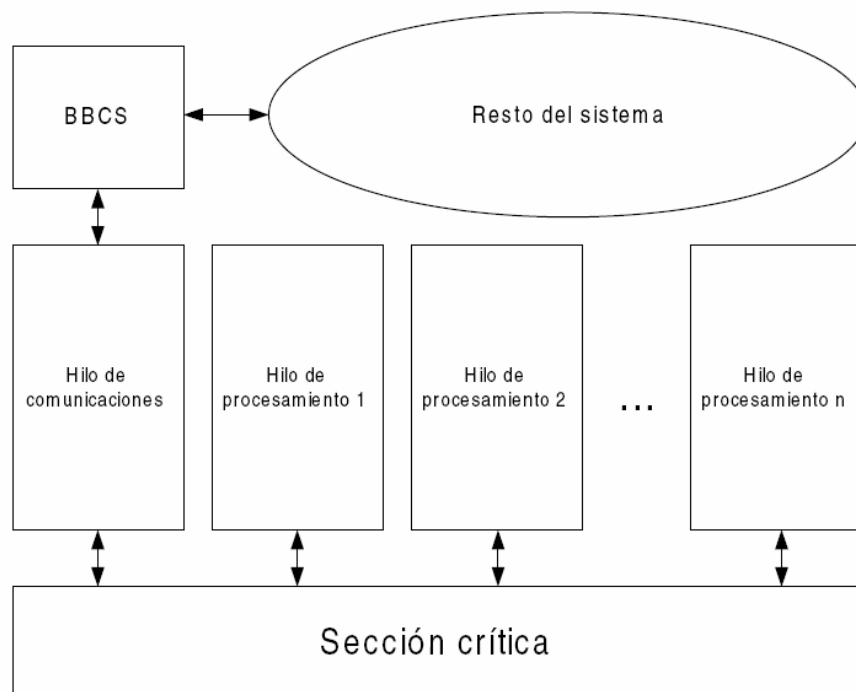 BBCS
Resto del sistema
Hilo de
comunicaciones
Hilo de
procesamiento 1
Hilo de
procesamiento 2
...
Hilo de
procesamiento n
Sección crítica